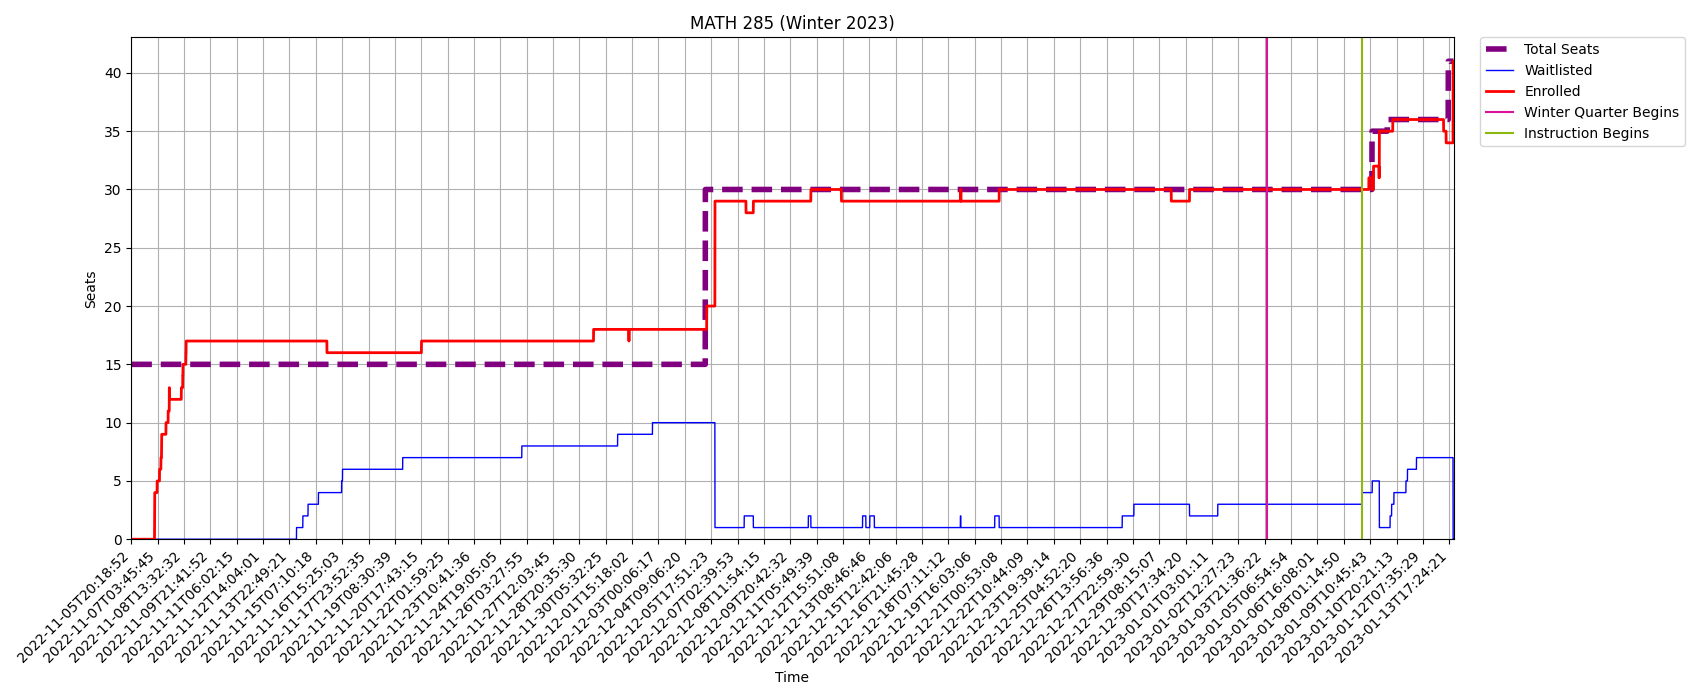 MATH 285 (Winter 2023)
Total Seats
Waitlisted
Enrolled
Winter Quarter Begins
Instruction Begins
Seats
40
35
30
25
20
15
10
5
0
2022-11-05T20:18:52
2022-11-07T03:45:45
2022-11-08T13:32:32
2022-11-09T21:41:52
2022-11-11T06:02:15
2022-11-12T14:04:01
2022-11-13T22:49:21
2022-11-15T07:10:18
2022-11-16T15:25:03
2022-11-17T23:52:35
2022-11-19T08:30:39
2022-11-20T17:43:15
2022-11-22T01:59:25
2022-11-23T10:41:36
2022-11-24T19:05:05
2022-11-26T03:27:55
2022-11-27T12:03:45
2022-11-28T20:35:30
2022-11-30T05:32:25
2022-12-01T15:18:02
2022-12-03T00:06:17
2022-12-04T09:06:20
2022-12-05T17:51:23
2022-12-07T02:39:53
2022-12-08T11:54:15
2022-12-09T20:42:32
2022-12-11T05:49:39
2022-12-12T15:51:08
2022-12-13T08:46:46
2022-12-15T12:42:06
2022-12-16T21:45:28
2022-12-18T07:11:12
2022-12-19T16:03:06
2022-12-21T00:53:08
2022-12-22T10:44:09
2022-12-23T19:39:14
2022-12-25T04:52:20
2022-12-26T13:56:36
2022-12-27T22:59:30
2022-12-29T08:15:07
2022-12-30T17:34:20
2023-01-01T03:01:11
2023-01-02T12:27:23
2023-01-03T21:36:22
2023-01-05T06:54:54
2023-01-06T16:08:01
2023-01-08T01:14:50
2023-01-09T10:45:43
2023-01-10T20:21:13
2023-01-12T07:35:29
2023-01-13T17:24:21
Time